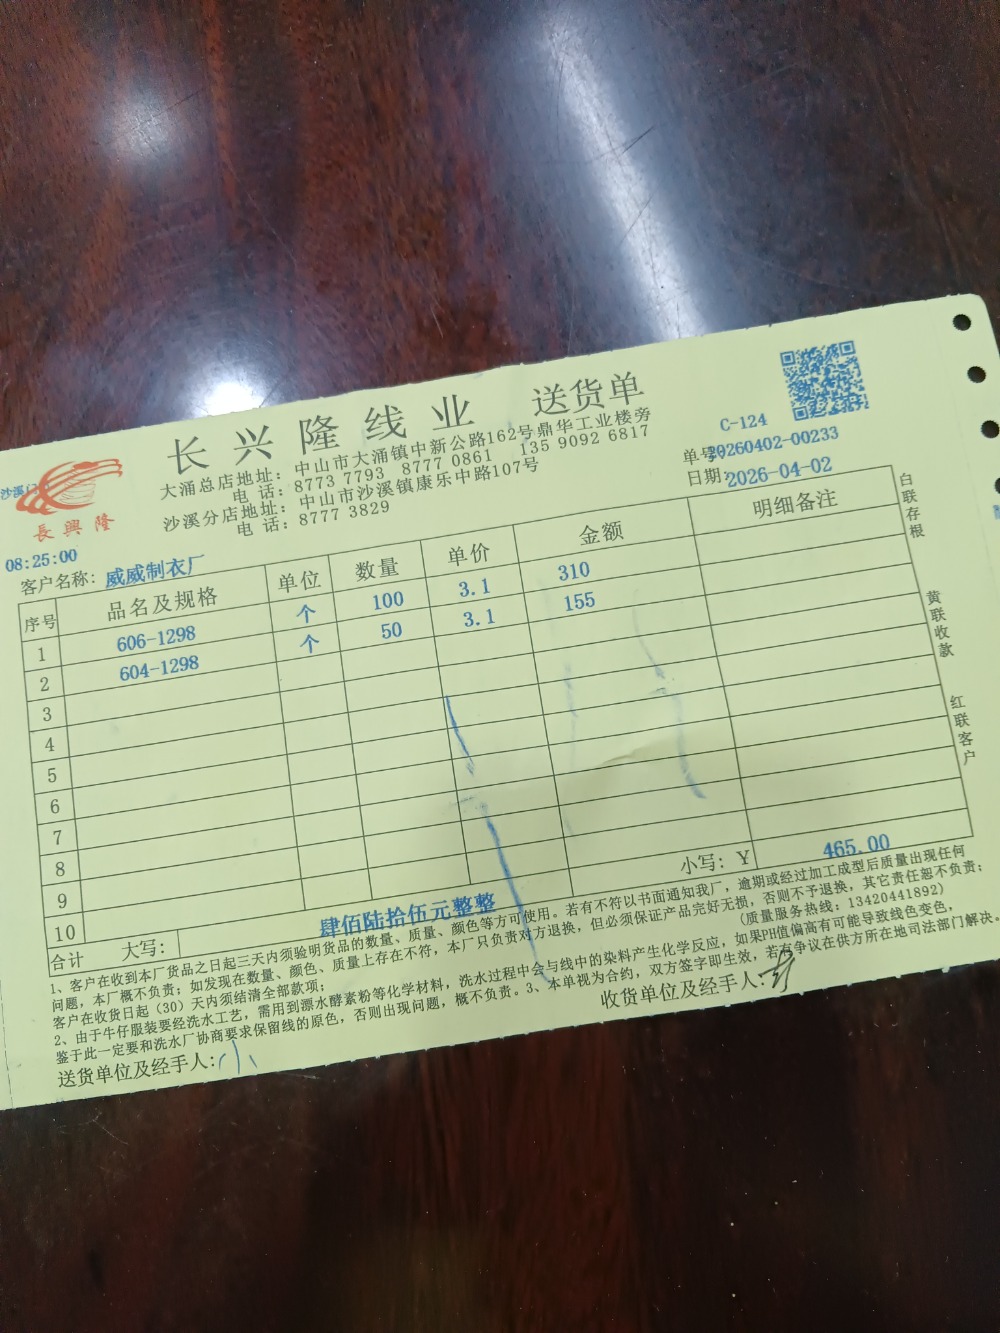 长兴隆线业 送货单
大涌总店地址：中山市大涌镇中新公路162号鼎华工业楼旁
电 话：8773 7793 8777 0861 135 9092 6817
沙溪分店地址：中山市沙溪镇康乐中路107号
电 话：8777 3829
長興隆
沙溪
C-124
单号:20260402-00233
日期:2026-04-02
08:25:00
客户名称：威威制衣厂
序号 品名及规格 单位 数量 单价 金额 明细备注
1 606-1298 个 100 3.1 310
2 604-1298 个 50 3.1 155
3
4
5
6
7
8
9
10
小写：￥ 465.00
合计 大写： 肆佰陆拾伍元整整
1、客户在收到本厂货品之日起三天内须验明货品的数量、质量、颜色等方可使用。若有不符以书面通知我厂，逾期或经过加工成型后质量出现任何
问题，本厂概不负责；如发现在数量、颜色、质量上存在不符，本厂只负责对方退换，但必须保证产品完好无损，否则不予退换，其它责任恕不负责；
客户在收货日起（30）天内须结清全部款项； （质量服务热线：13420441892）
2、由于牛仔服装要经洗水工艺，需用到漂水酵素粉等化学材料，洗水过程中会与线中的染料产生化学反应，如果PH值偏高有可能导致线色变色，
鉴于此一定要和洗水厂协商要求保留线的原色，否则出现问题，概不负责。3、本单视为合约，双方签字即生效，若有争议在供方所在地司法部门解决。
送货单位及经手人： 收货单位及经手人：
白联存根
黄联收款
红联客户